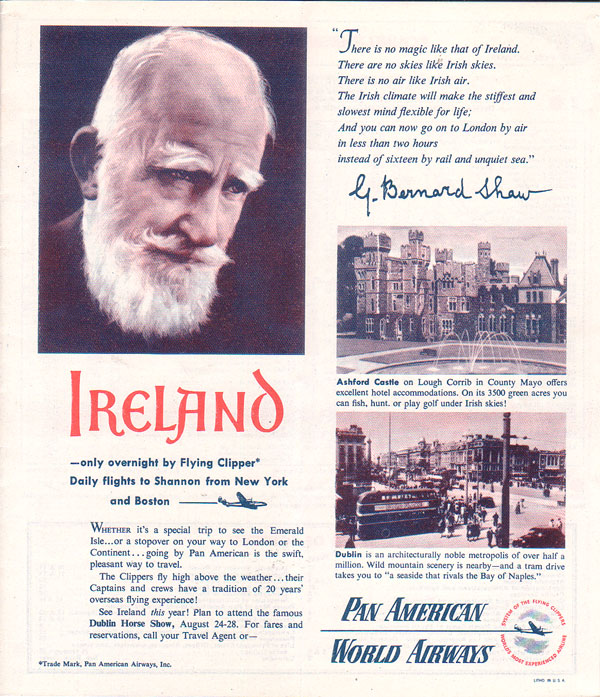 "There is no magic like that of Ireland.
There are no skies like Irish skies.
There is no air like Irish air.
The Irish climate will make the stiffest and
slowest mind flexible for life;
And you can now go on to London by air
in less than two hours
instead of sixteen by rail and unquiet sea."
G. Bernard Shaw
Ashford Castle on Lough Corrib in County Mayo offers
excellent hotel accommodations. On its 3500 green acres you
can fish, hunt. or play golf under Irish skies!
IRELAND
—only overnight by Flying Clipper*
Daily flights to Shannon from New York
and Boston
WHETHER it's a special trip to see the Emerald
Isle...or a stopover on your way to London or the
Continent...going by Pan American is the swift,
pleasant way to travel.
The Clippers fly high above the weather...their
Captains and crews have a tradition of 20 years'
overseas flying experience!
See Ireland this year! Plan to attend the famous
Dublin Horse Show, August 24-28. For fares and
reservations, call your Travel Agent or—
*Trade Mark, Pan American Airways, Inc.
Dublin is an architecturally noble metropolis of over half a
million. Wild mountain scenery is nearby—and a tram drive
takes you to "a seaside that rivals the Bay of Naples."
PAN AMERICAN
WORLD AIRWAYS
SYSTEM OF THE FLYING CLIPPERS
WORLD'S MOST EXPERIENCED AIRLINE
LITHO IN U.S.A.